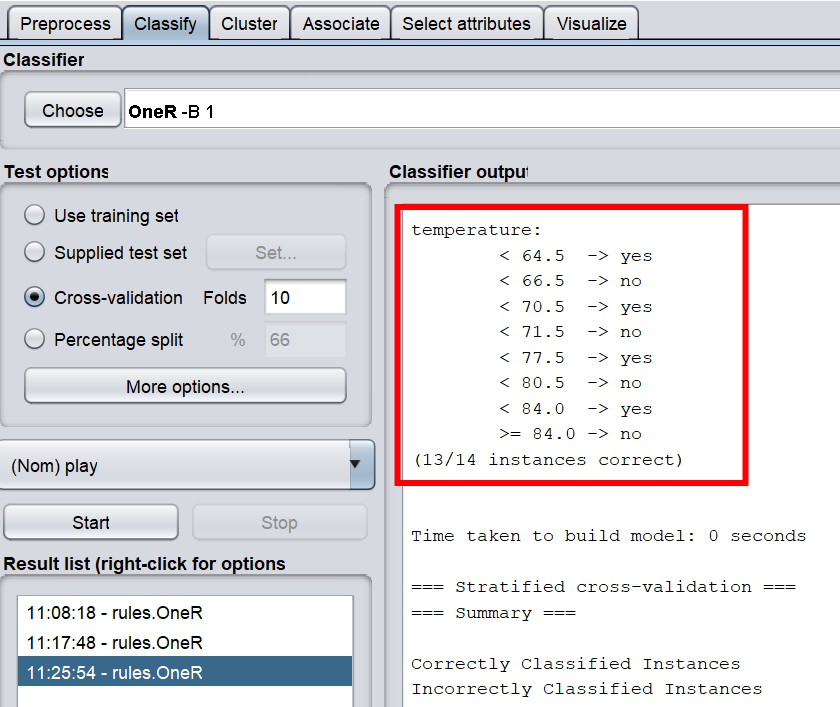 Preprocess Classify Cluster Associate Select attributes Visualize
Classifier
Choose OneR -B 1
Test options
Use training set
Supplied test set Set...
Cross-validation Folds 10
Percentage split % 66
More options...
(Nom) play
Start Stop
Result list (right-click for options
11:08:18 - rules.OneR
11:17:48 - rules.OneR
11:25:54 - rules.OneR
Classifier output
temperature:
< 64.5 -> yes
< 66.5 -> no
< 70.5 -> yes
< 71.5 -> no
< 77.5 -> yes
< 80.5 -> no
< 84.0 -> yes
>= 84.0 -> no
(13/14 instances correct)
Time taken to build model: 0 seconds
=== Stratified cross-validation ===
=== Summary ===
Correctly Classified Instances
Incorrectly Classified Instances